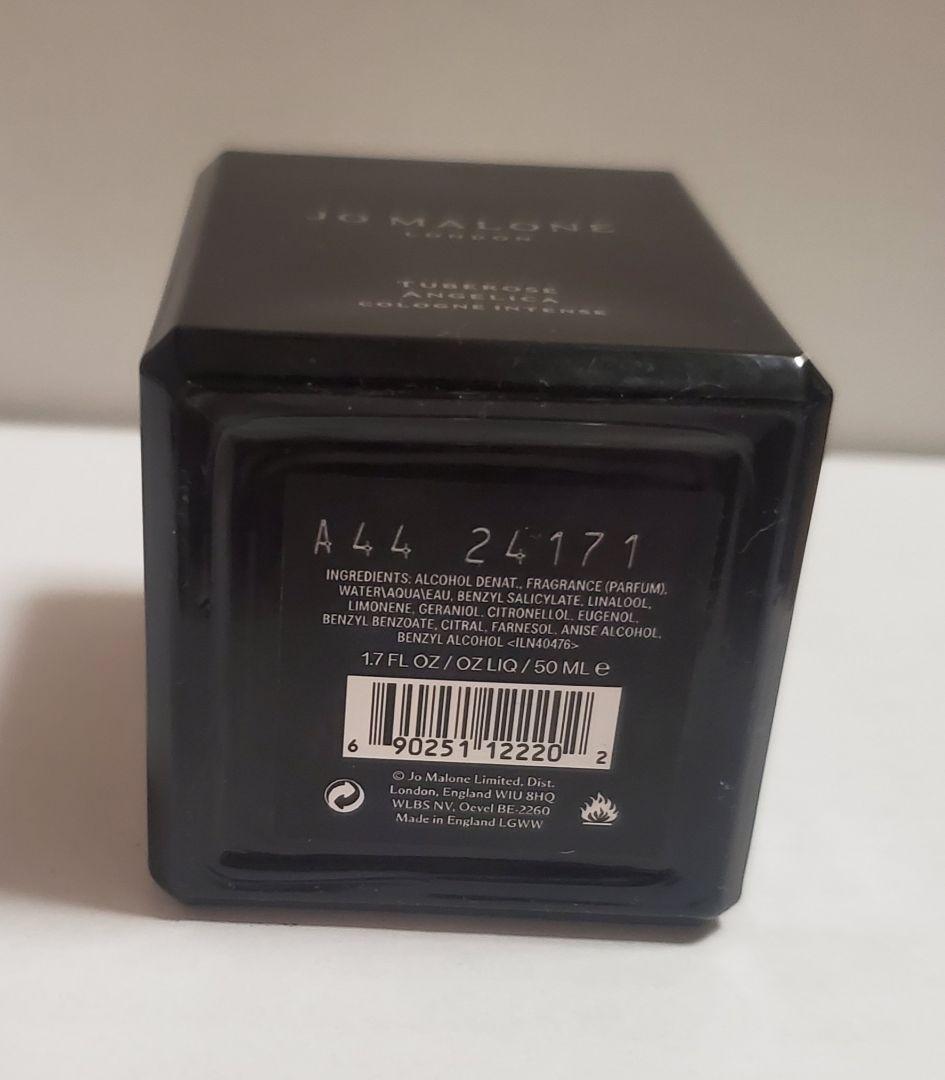 JO MALONE
LONDON
TUBEROSE
ANGELICA
COLOGNE INTENSE
A44 24171
INGREDIENTS: ALCOHOL DENAT., FRAGRANCE (PARFUM),
WATER\AQUA\EAU, BENZYL SALICYLATE, LINALOOL,
LIMONENE, GERANIOL, CITRONELLOL, EUGENOL,
BENZYL BENZOATE, CITRAL, FARNESOL, ANISE ALCOHOL,
BENZYL ALCOHOL <ILN40476>
1.7 FL OZ / OZ LIQ / 50 ML ℮
6 90251 12220 2
© Jo Malone Limited, Dist.
London, England W1U 8HQ
WLBS NV, Oevel BE-2260
Made in England LGWW